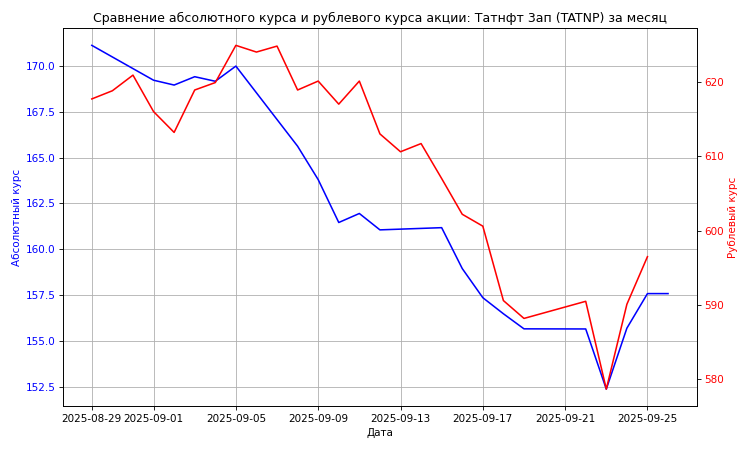 Сравнение абсолютного курса и рублевого курса акции: Татнфт 3ап (TATNP) за месяц
170.0
167.5
165.0
162.5
160.0
157.5
155.0
152.5
Абсолютный курс
620
610
600
590
580
Рублевый курс
2025-08-29 2025-09-01 2025-09-05 2025-09-09 2025-09-13 2025-09-17 2025-09-21 2025-09-25
Дата